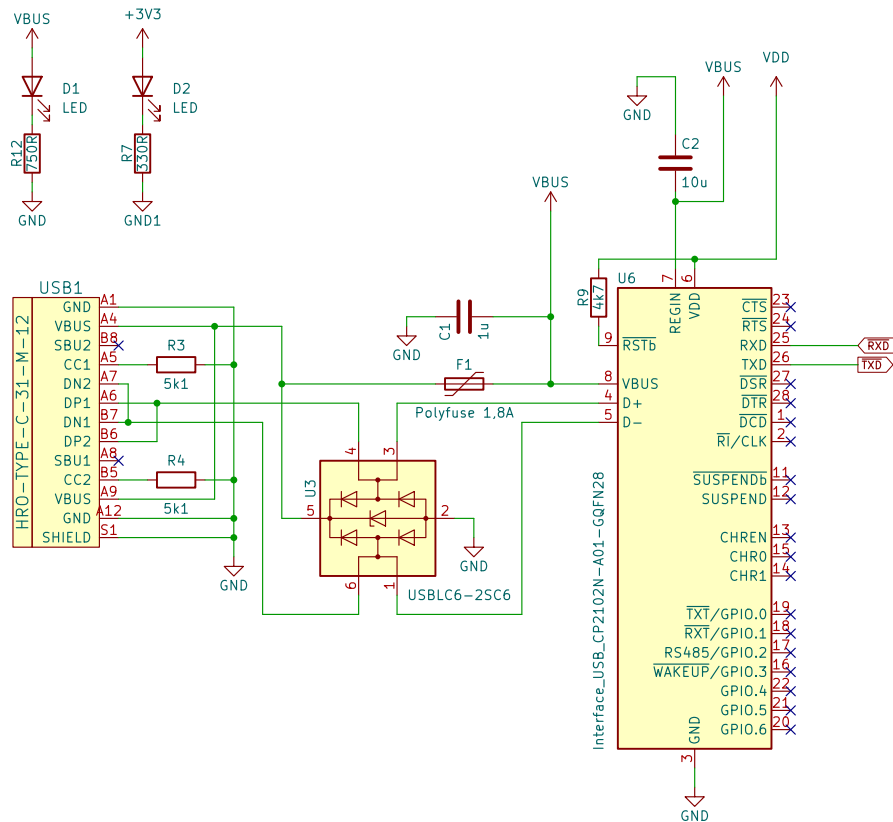 VBUS
+3V3
D1
LED
D2
LED
R12
750R
R7
330R
GND
GND1
VBUS
VDD
GND
C2
10u
VBUS
USB1
HRO-TYPE-C-31-M-12
GND A1
VBUS A4
SBU2 B8
CC1 A5
DN2 A7
DP1 A6
DN1 B7
DP2 B6
SBU1 A8
CC2 B5
VBUS A9
GND A12
SHIELD S1
R3
5k1
R4
5k1
GND
GND
C1
1u
F1
Polyfuse 1,8A
U3
4
3
5
2
6
1
GND
USBLC6-2SC6
R9
4k7
U6
Interface_USB_CP2102N-A01-GQFN28
7 REGIN
6 VDD
9 RSTb
8 VBUS
4 D+
5 D-
CTS 23
RTS 24
RXD 25
TXD 26
DSR 27
DTR 28
DCD 1
RI/CLK 2
SUSPENDb 11
SUSPEND 12
CHREN 13
CHR0 15
CHR1 14
TXT/GPIO.0 19
RXT/GPIO.1 18
RS485/GPIO.2 17
WAKEUP/GPIO.3 16
GPIO.4 22
GPIO.5 21
GPIO.6 20
GND 3
RXD
TXD
GND